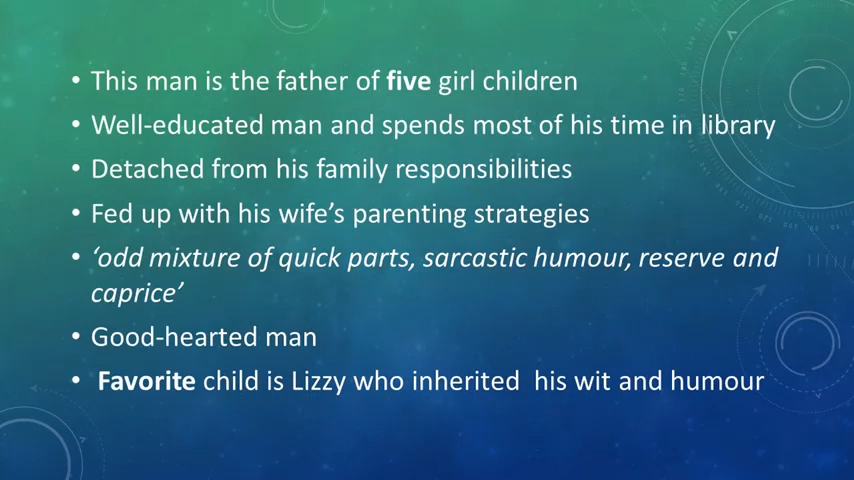 • This man is the father of five girl children
• Well-educated man and spends most of his time in library
• Detached from his family responsibilities
• Fed up with his wife’s parenting strategies
• ‘odd mixture of quick parts, sarcastic humour, reserve and
caprice’
• Good-hearted man
• Favorite child is Lizzy who inherited  his wit and humour